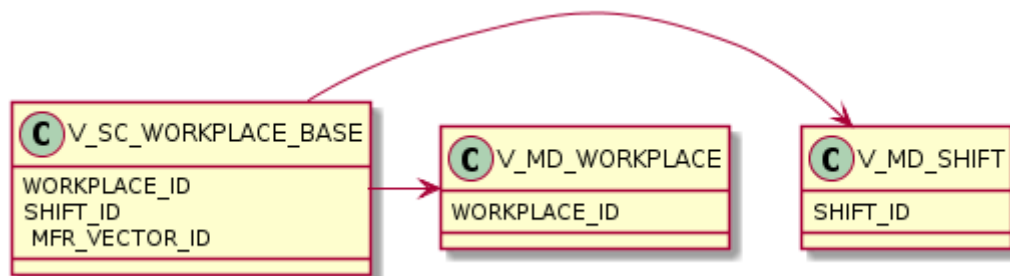 C V_SC_WORKPLACE_BASE
WORKPLACE_ID
SHIFT_ID
MFR_VECTOR_ID
C V_MD_WORKPLACE
WORKPLACE_ID
C V_MD_SHIFT
SHIFT_ID